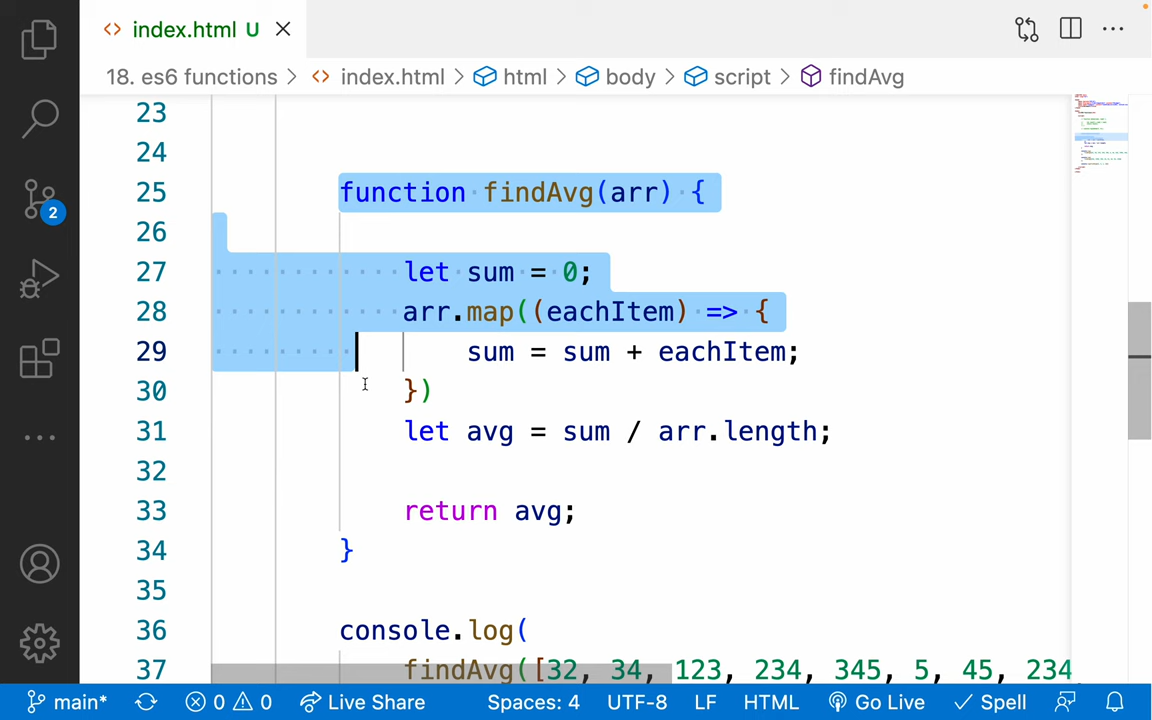 index.html U
18. es6 functions > index.html > html > body > script > findAvg
23
24
25 function findAvg(arr) {
26
27 let sum = 0;
28 arr.map((eachItem) => {
29 sum = sum + eachItem;
30 })
31 let avg = sum / arr.length;
32
33 return avg;
34 }
35
36 console.log(
37 findAvg([32, 34, 123, 234, 345, 5, 45, 234
2
main* 0 0 Live Share Spaces: 4 UTF-8 LF HTML Go Live Spell